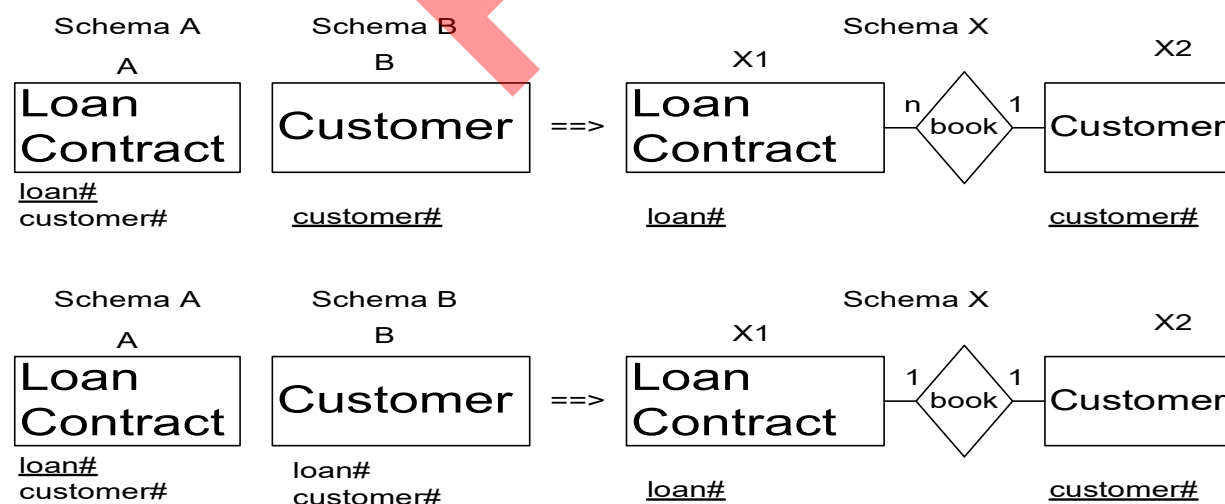 Schema A Schema B Schema X
A B X1 X2
Loan Contract Customer ==> Loan Contract n book 1 Customer
loan#
customer# customer# loan# customer#
Schema A Schema B Schema X
A B X1 X2
Loan Contract Customer ==> Loan Contract 1 book 1 Customer
loan# loan#
customer# customer# loan# customer#